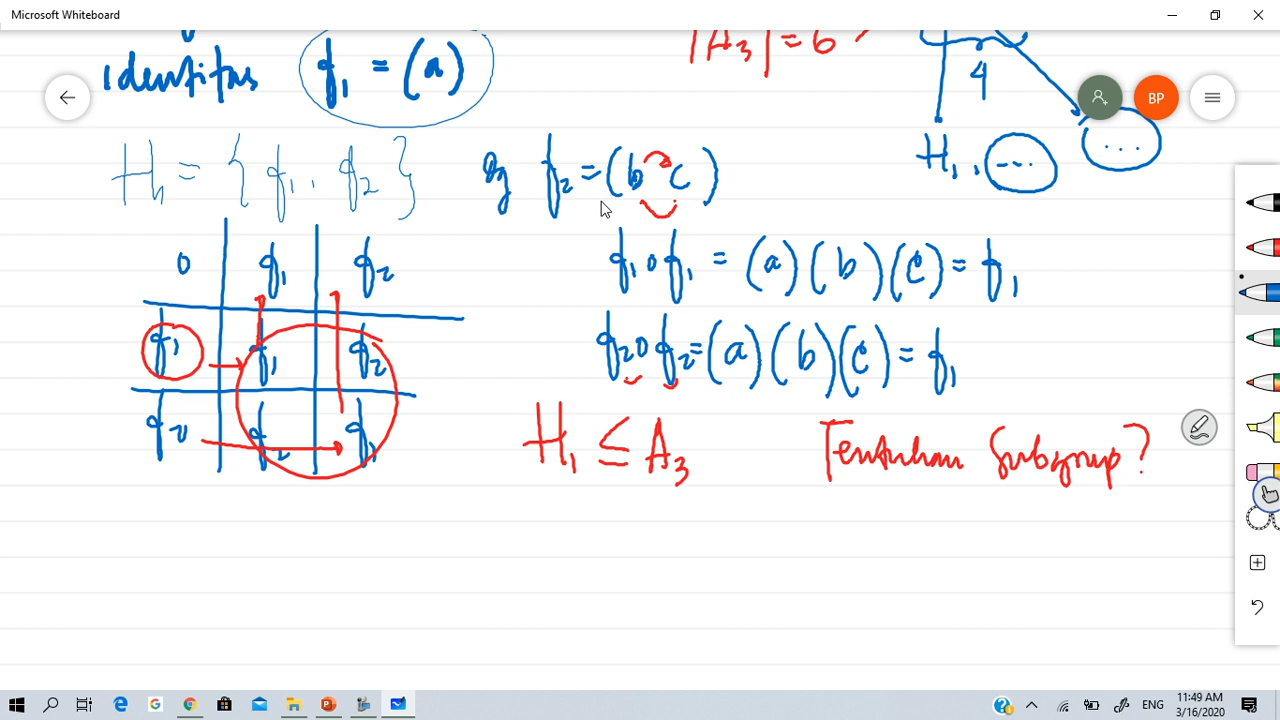 Microsoft Whiteboard
|A₃| = 6
identitas f₁ = (a)
4
BP
H₁, ...
...
H₁ = {f₁, f₂} dg f₂ = (b c)
o f₁ f₂
f₁ f₁ f₂
f₂ f₂ f₁
f₁ o f₁ = (a)(b)(c) = f₁
f₂ o f₂ = (a)(b)(c) = f₁
H₁ ≤ A₃ Tentukan Subgrup?
ENG
11:49 AM
3/16/2020